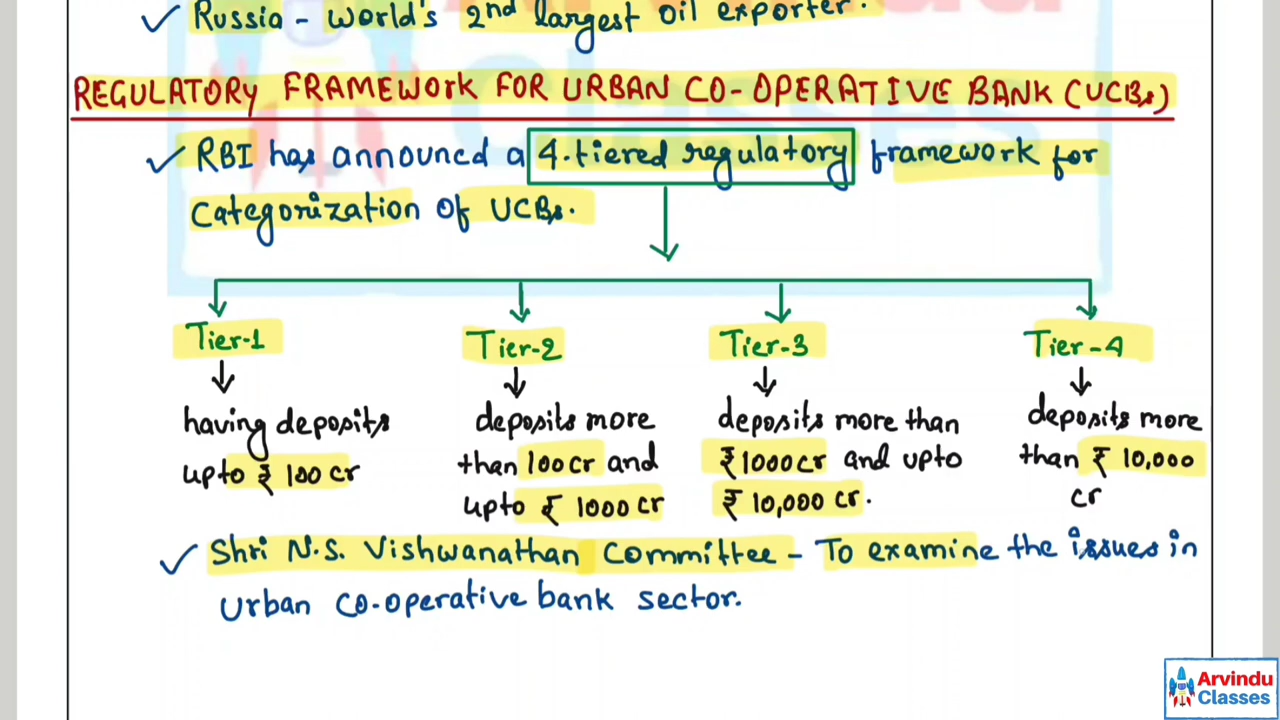 ✓ Russia - world's 2nd largest oil exporter.
REGULATORY FRAMEWORK FOR URBAN CO-OPERATIVE BANK (UCBs)
✓ RBI has announced a 4-tiered regulatory framework for
Categorization of UCBs.
Tier-1 Tier-2 Tier-3 Tier-4
having deposits
upto ₹ 100 cr
deposits more
than 100 cr and
upto ₹ 1000 cr
deposits more than
₹ 1000 cr and upto
₹ 10,000 cr.
deposits more
than ₹ 10,000
cr
✓ Shri N.S. Vishwanathan Committee - To examine the issues in
Urban co-operative bank sector.
Arvindu
Classes